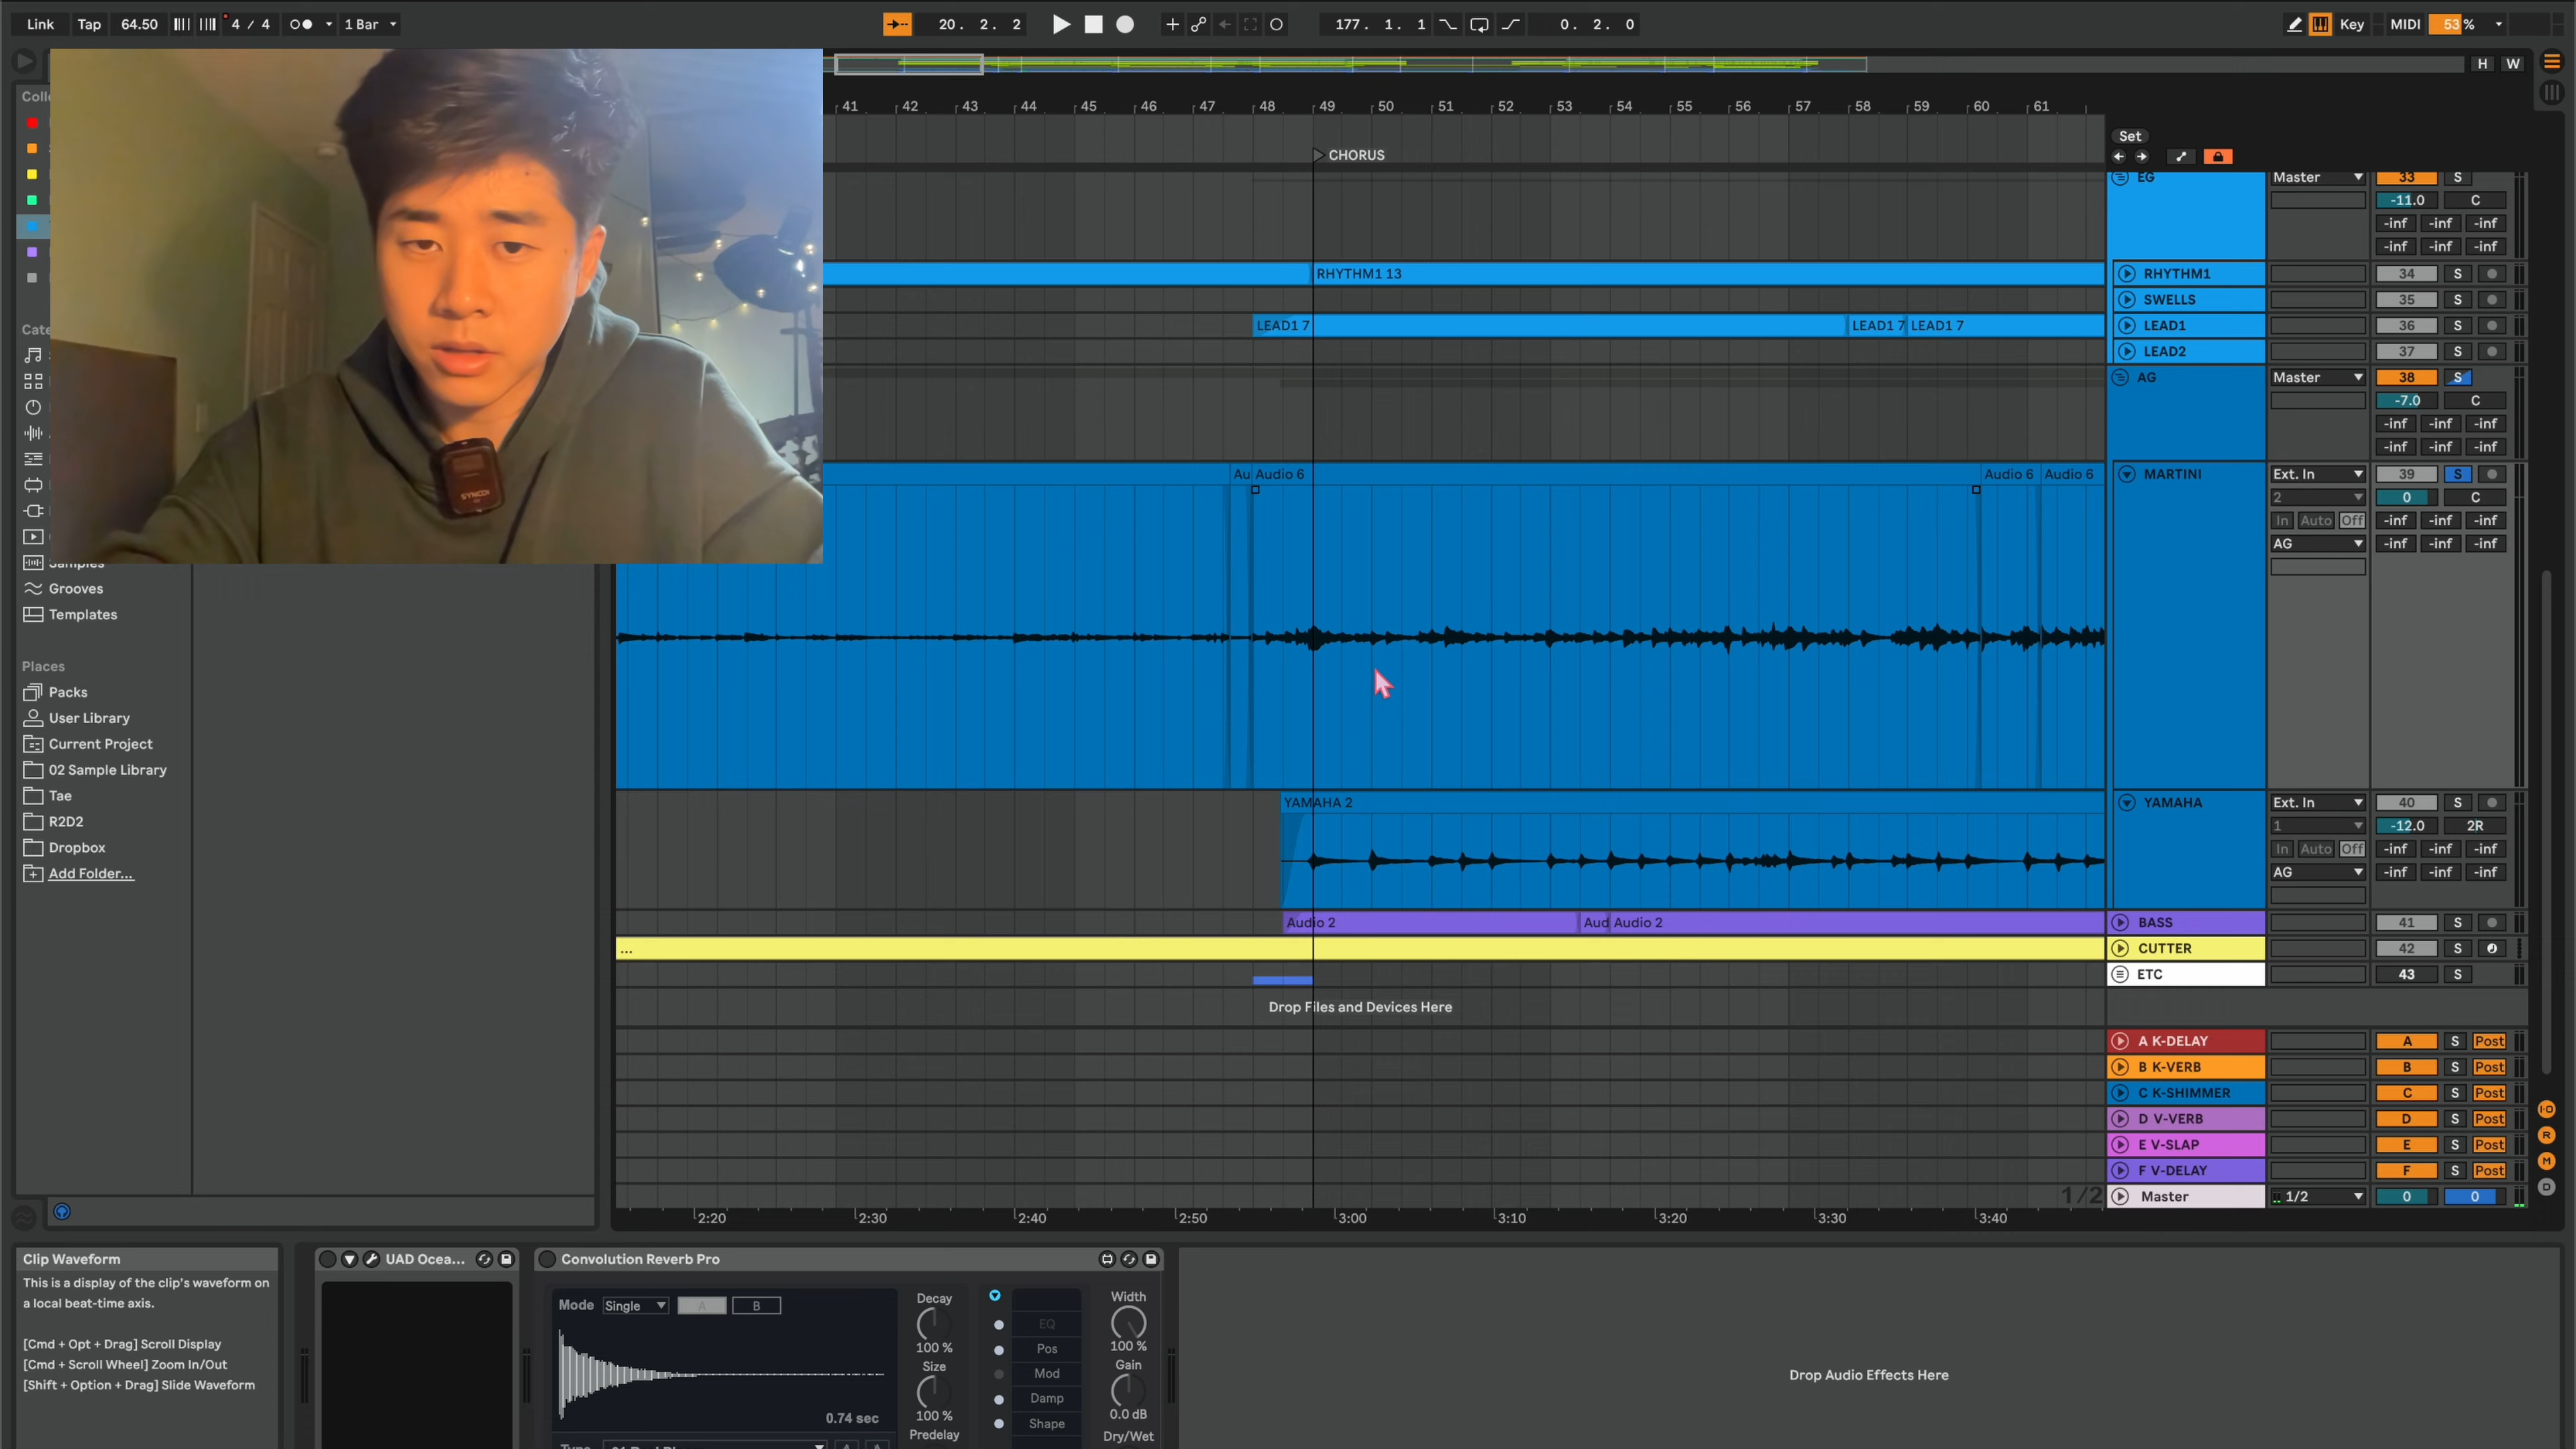 Link Tap 64.50 4 / 4 1 Bar 20. 2. 2 177. 1. 1 0. 2. 0 Key MIDI 53 %
H W
41 42 43 44 45 46 47 48 49 50 51 52 53 54 55 56 57 58 59 60 61
Set
CHORUS
EG Master 33 S
-11.0 C
-inf -inf -inf
-inf -inf -inf
RHYTHM1 13 RHYTHM1 34 S
SWELLS 35 S
LEAD1 7 LEAD1 7 LEAD1 7 LEAD1 36 S
LEAD2 37 S
AG Master 38 S
-7.0 C
-inf -inf -inf
-inf -inf -inf
Au Audio 6 Audio 6 Audio 6 MARTINI Ext. In 39 S
2 0 C
In Auto Off -inf -inf -inf
AG -inf -inf -inf
YAMAHA 2 YAMAHA Ext. In 40 S
1 -12.0 2R
In Auto Off -inf -inf -inf
AG -inf -inf -inf
Audio 2 Aud Audio 2 BASS 41 S
... CUTTER 42 S
ETC 43 S
Drop Files and Devices Here
A K-DELAY A S Post
B K-VERB B S Post
C K-SHIMMER C S Post
D V-VERB D S Post
E V-SLAP E S Post
F V-DELAY F S Post
1/2 Master 1/2 0 0
2:20 2:30 2:40 2:50 3:00 3:10 3:20 3:30 3:40
I-O
R
M
D
Colle
Cate
SYNCO
Samples
Grooves
Templates
Places
Packs
User Library
Current Project
02 Sample Library
Tae
R2D2
Dropbox
Add Folder...
Clip Waveform
This is a display of the clip's waveform on
a local beat-time axis.
[Cmd + Opt + Drag] Scroll Display
[Cmd + Scroll Wheel] Zoom In/Out
[Shift + Option + Drag] Slide Waveform
UAD Ocea...
Convolution Reverb Pro
Mode Single A B
0.74 sec
Decay
100 %
Size
100 %
Predelay
EQ
Pos
Mod
Damp
Shape
Width
100 %
Gain
0.0 dB
Dry/Wet
Drop Audio Effects Here